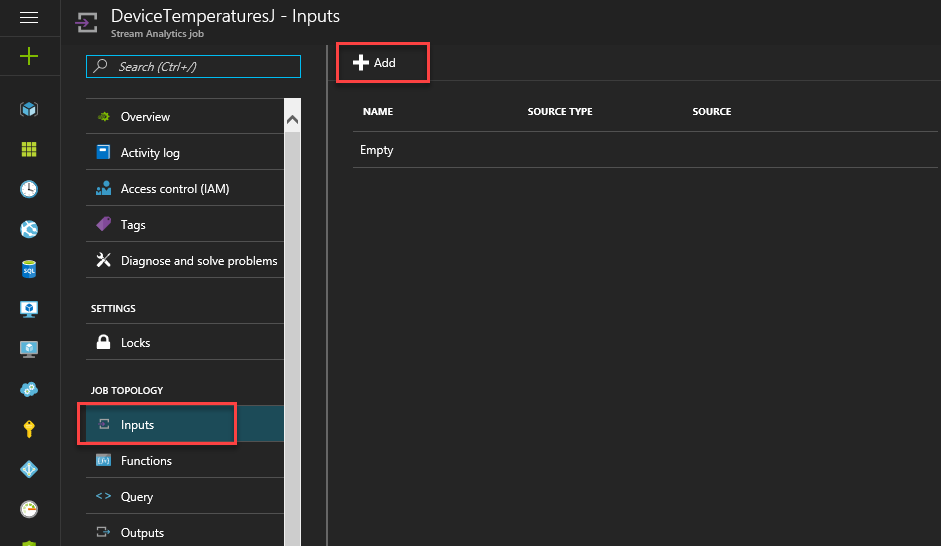 DeviceTemperaturesJ - Inputs
Stream Analytics job
Search (Ctrl+/)
Add
NAME SOURCE TYPE SOURCE
Empty
Overview
Activity log
Access control (IAM)
Tags
Diagnose and solve problems
SETTINGS
Locks
JOB TOPOLOGY
Inputs
Functions
Query
Outputs
SQL